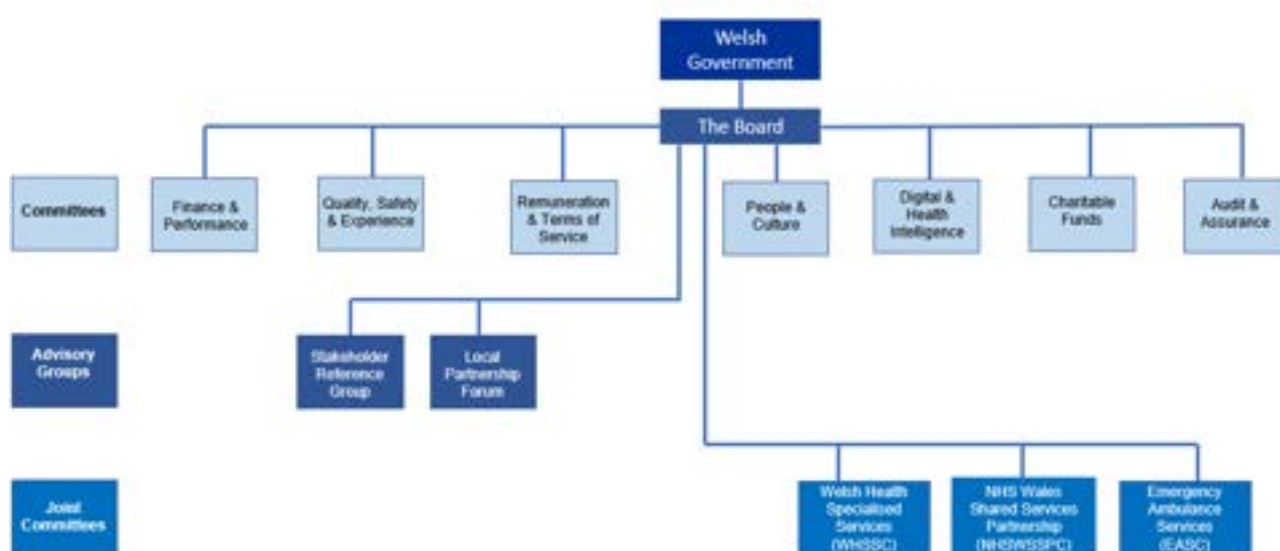 Welsh
Government
The Board
Committees
Finance &
Performance
Quality, Safety
& Experience
Remuneration
& Terms of
Service
People &
Culture
Digital &
Health
Intelligence
Charitable
Funds
Audit &
Assurance
Advisory
Groups
Stakeholder
Reference
Group
Local
Partnership
Forum
Joint
Committees
Welsh Health
Specialised
Services
(WHSSC)
NHS Wales
Shared Services
Partnership
(NHSWSSPC)
Emergency
Ambulance
Services
(EASC)